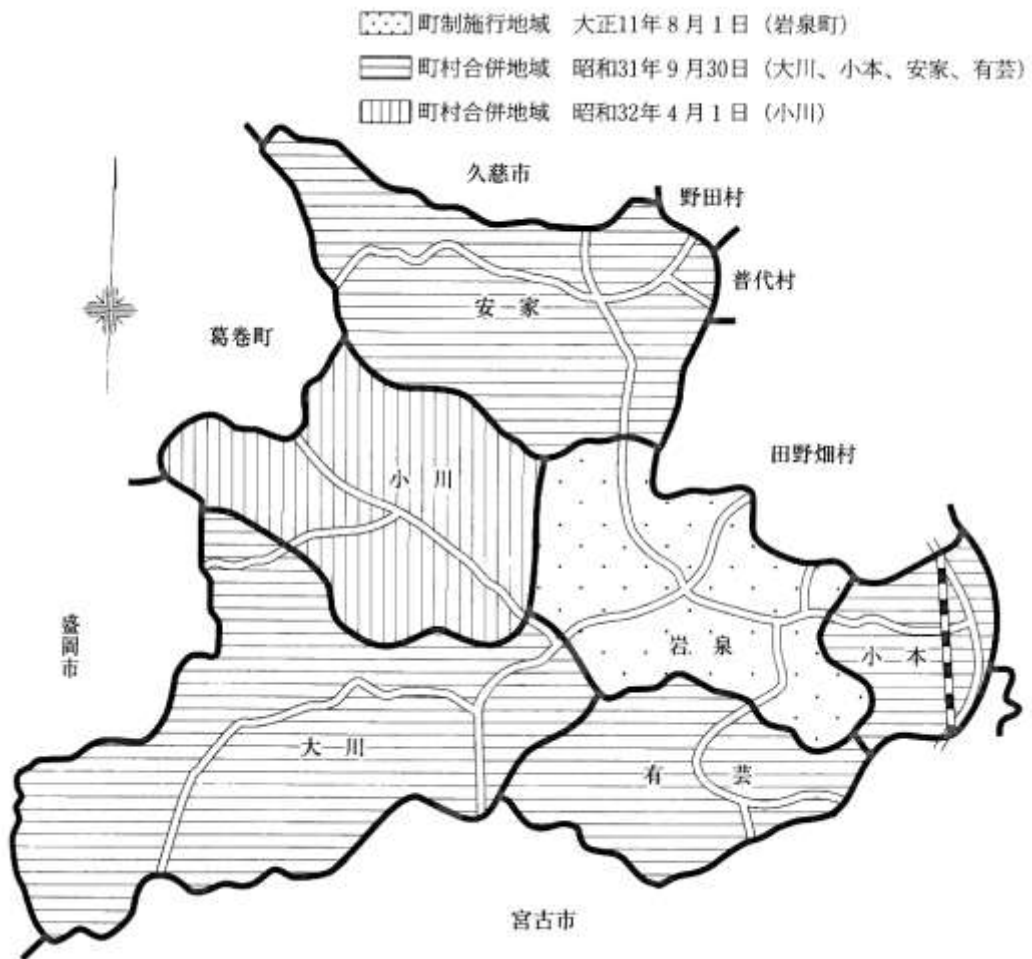 町制施行地域　大正11年8月1日（岩泉町）
町村合併地域　昭和31年9月30日（大川、小本、安家、有芸）
町村合併地域　昭和32年4月1日（小川）
久慈市
野田村
普代村
安家
葛巻町
田野畑村
小川
盛岡市
岩泉
小本
大川
有芸
宮古市